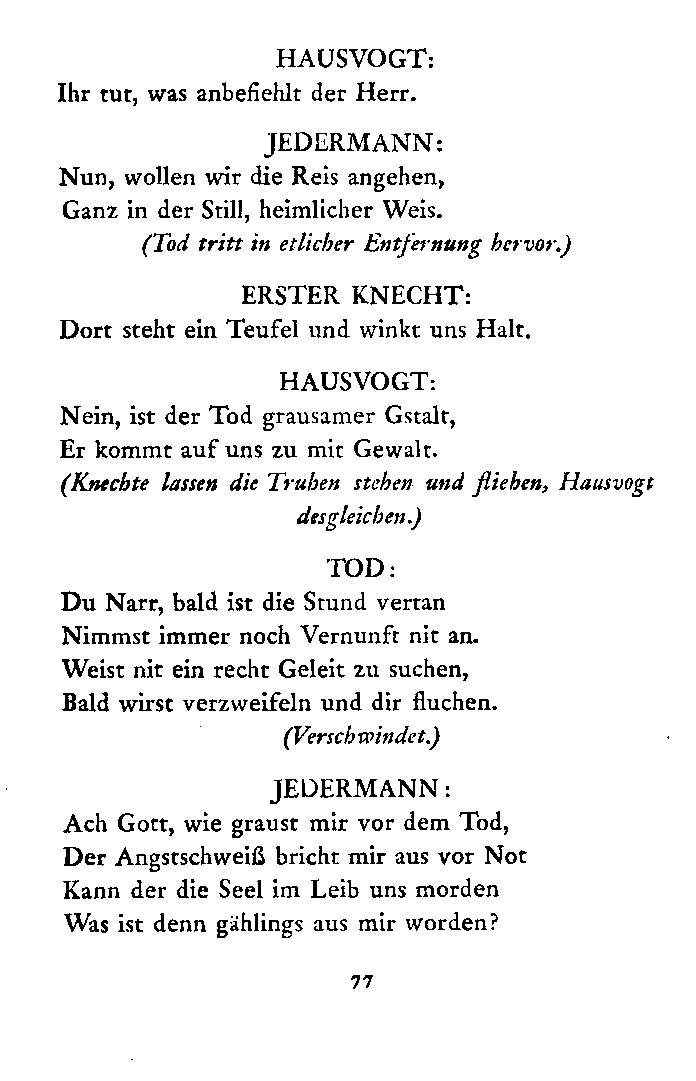 HAUSVOGT:
Ihr tut, was anbefiehlt der Herr.
JEDERMANN:
Nun, wollen wir die Reis angehen,
Ganz in der Still, heimlicher Weis.
(Tod tritt in etlicher Entfernung hervor.)
ERSTER KNECHT:
Dort steht ein Teufel und winkt uns Halt.
HAUSVOGT:
Nein, ist der Tod grausamer Gstalt,
Er kommt auf uns zu mit Gewalt.
(Knechte lassen die Truhen stehen und fliehen, Hausvogt
desgleichen.)
TOD:
Du Narr, bald ist die Stund vertan
Nimmst immer noch Vernunft nit an.
Weist nit ein recht Geleit zu suchen,
Bald wirst verzweifeln und dir fluchen.
(Verschwindet.)
JEDERMANN:
Ach Gott, wie graust mir vor dem Tod,
Der Angstschweiß bricht mir aus vor Not
Kann der die Seel im Leib uns morden
Was ist denn gählings aus mir worden?
77